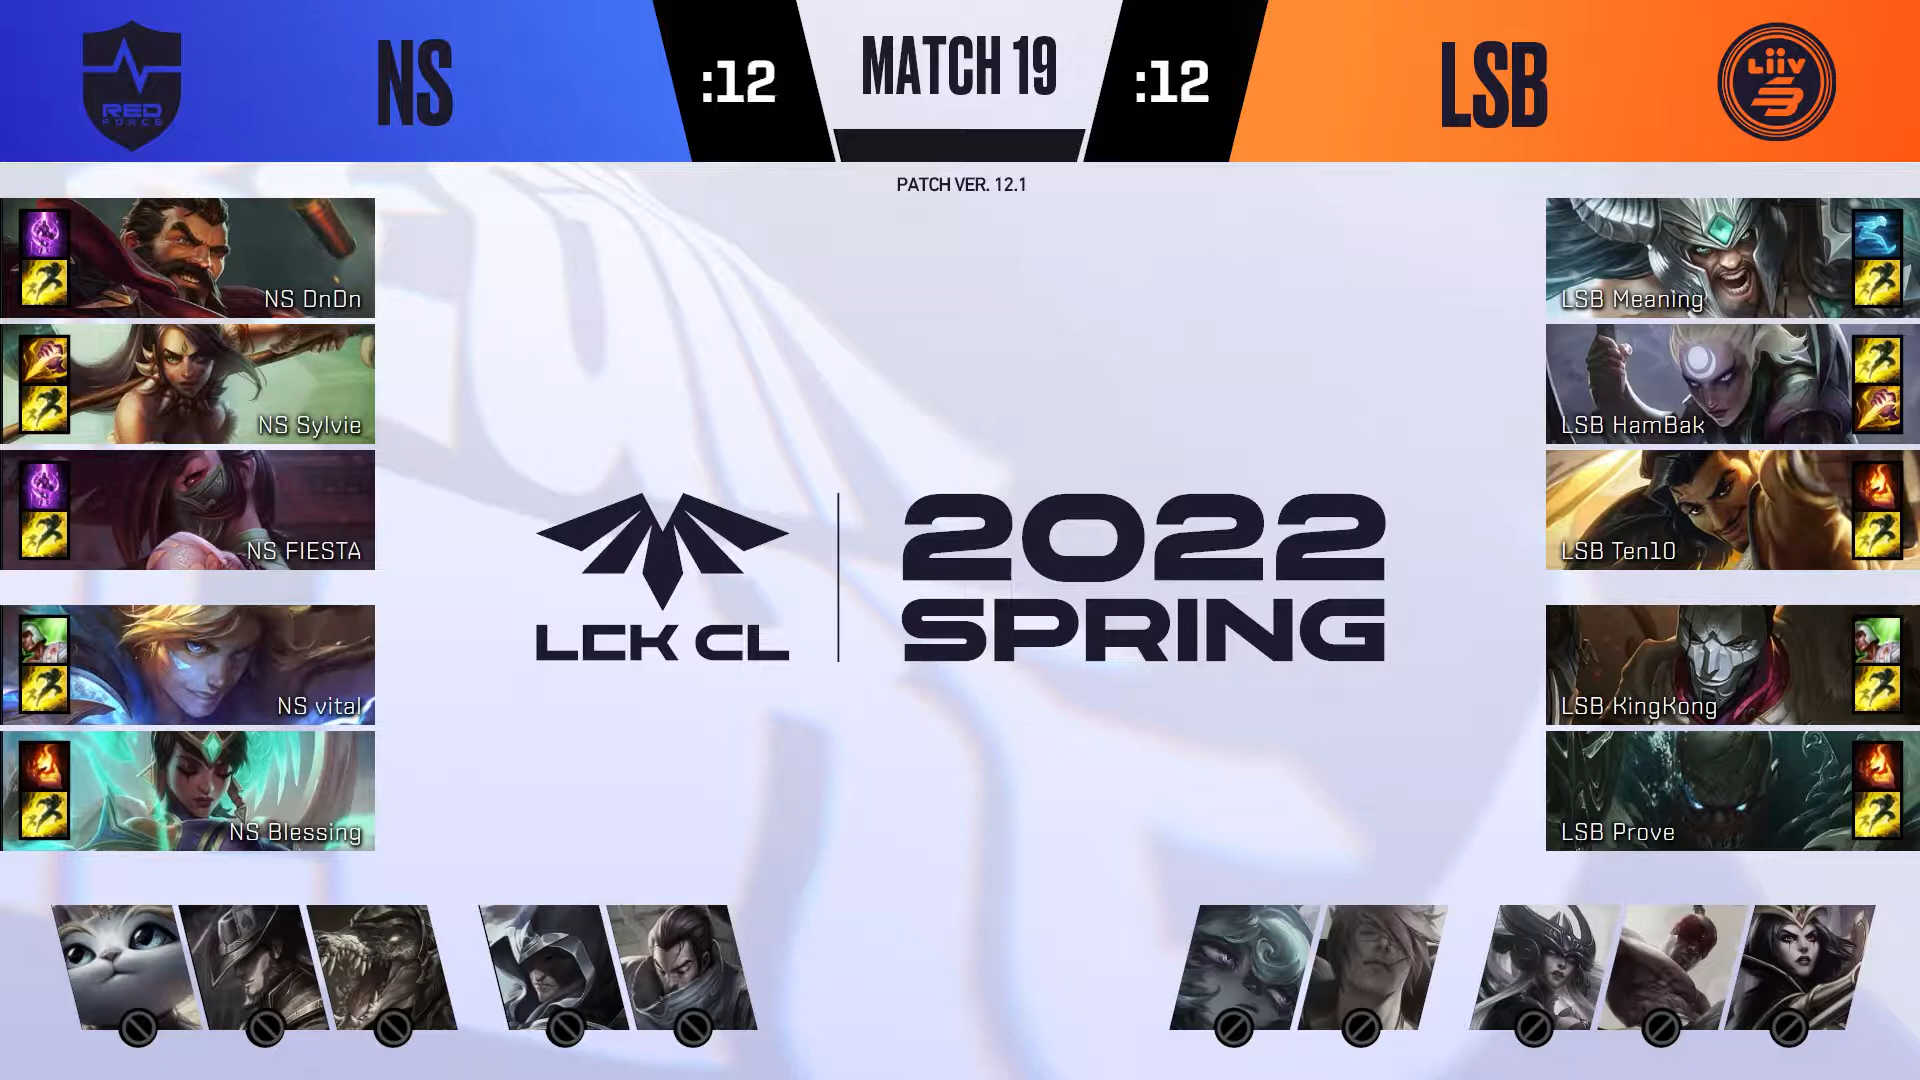 RED
FORCE
NS
:12
MATCH 19
:12
LSB
Liiv
PATCH VER. 12.1
NS DnDn
NS Sylvie
NS FIESTA
NS vital
NS Blessing
LCK CL
2022
SPRING
LSB Meaning
LSB HamBak
LSB Ten10
LSB KingKong
LSB Prove